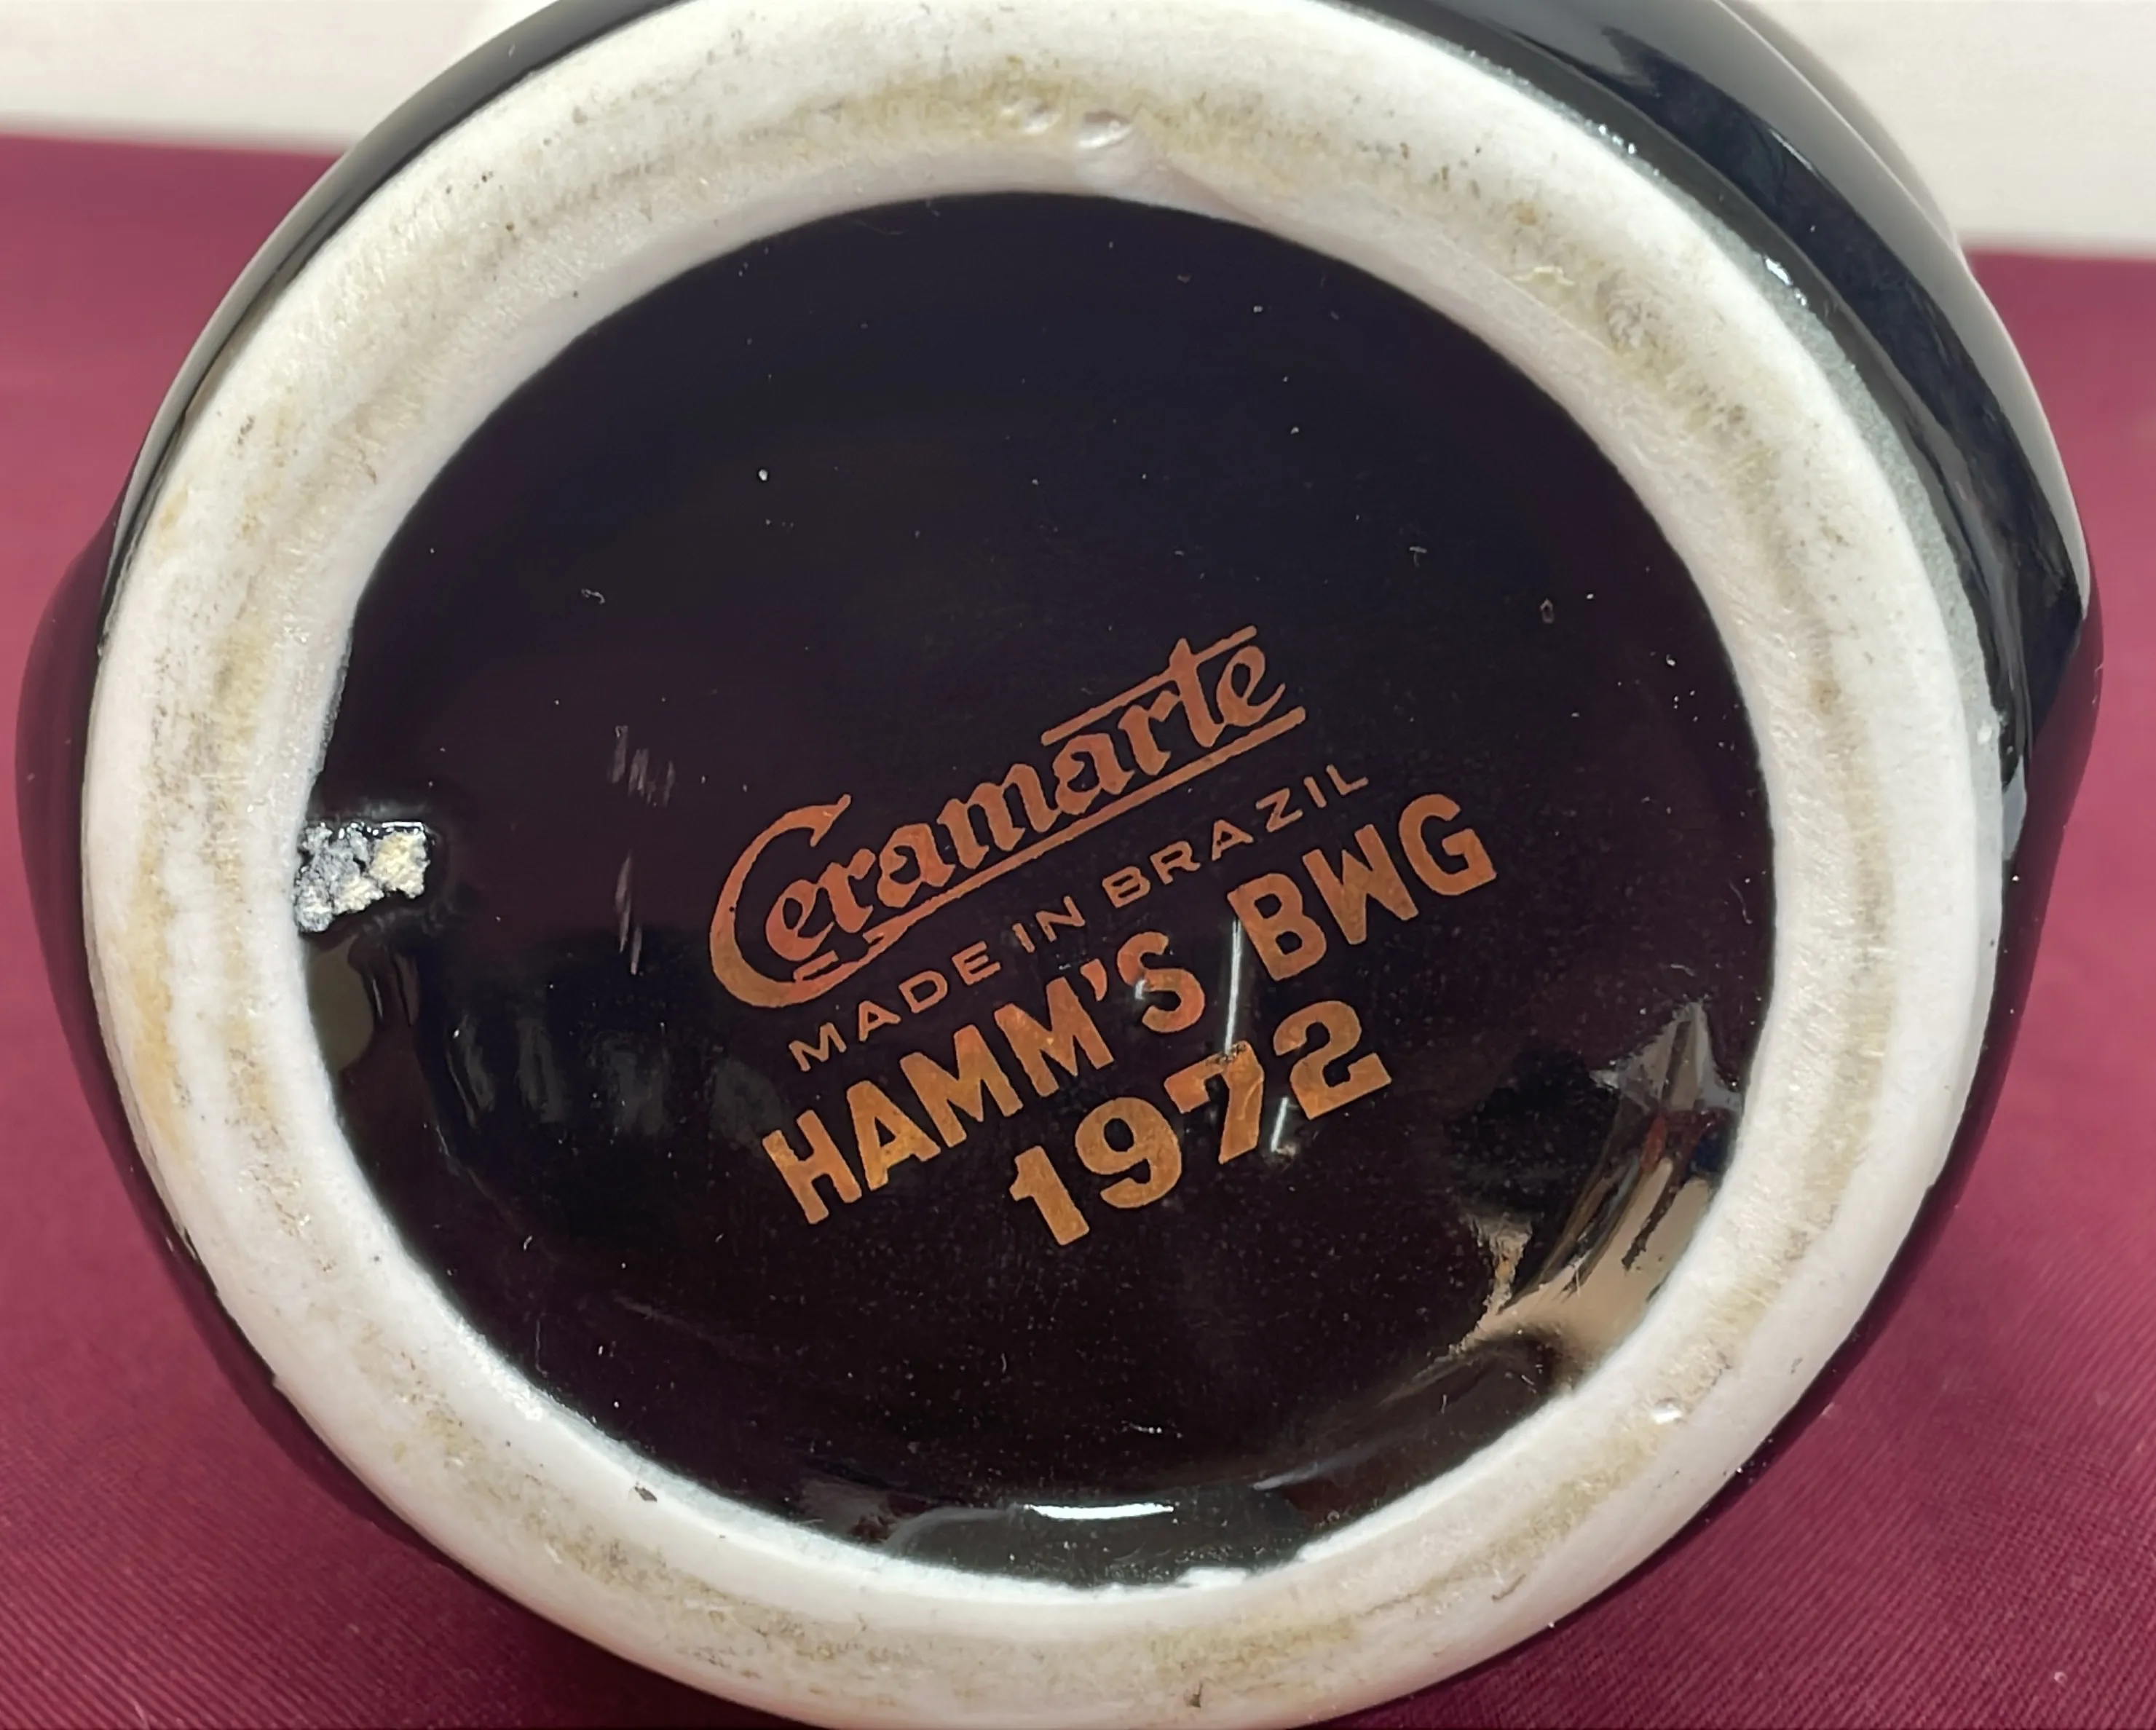 Ceramarte
MADE IN BRAZIL
HAMM'S BWG
1972